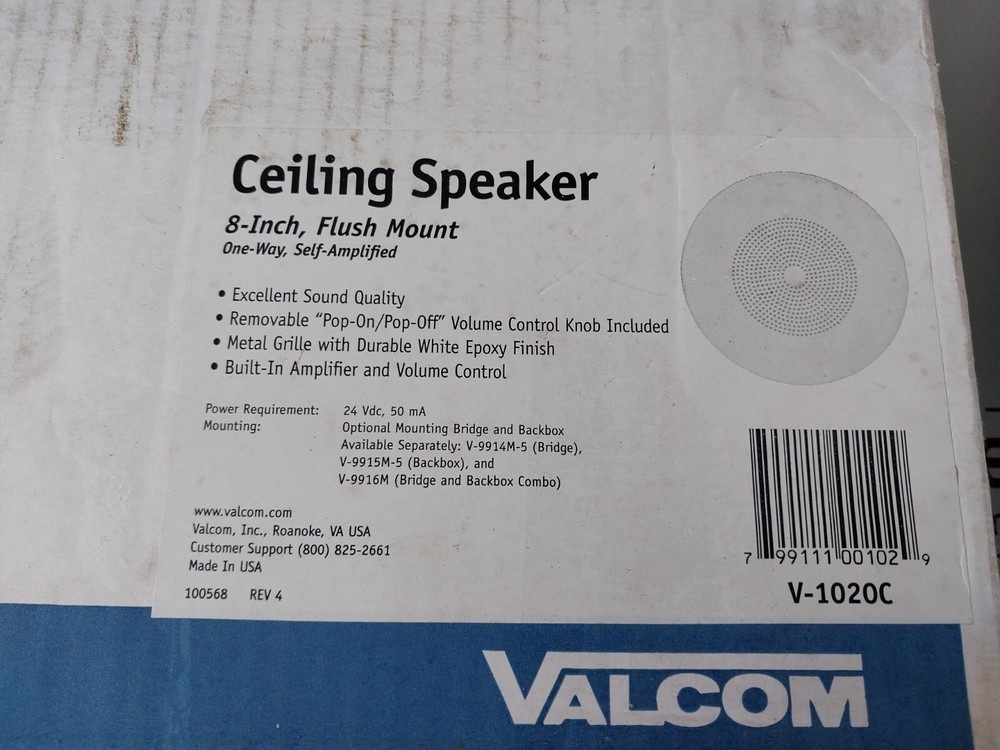 Ceiling Speaker
8-Inch, Flush Mount
One-Way, Self-Amplified
• Excellent Sound Quality
• Removable “Pop-On/Pop-Off” Volume Control Knob Included
• Metal Grille with Durable White Epoxy Finish
• Built-In Amplifier and Volume Control
Power Requirement: 24 Vdc, 50 mA
Mounting: Optional Mounting Bridge and Backbox
Available Separately: V-9914M-5 (Bridge),
V-9915M-5 (Backbox), and
V-9916M (Bridge and Backbox Combo)
www.valcom.com
Valcom, Inc., Roanoke, VA USA
Customer Support (800) 825-2661
Made In USA
100568 REV 4
7 99111 00102 9
V-1020C
VALCOM